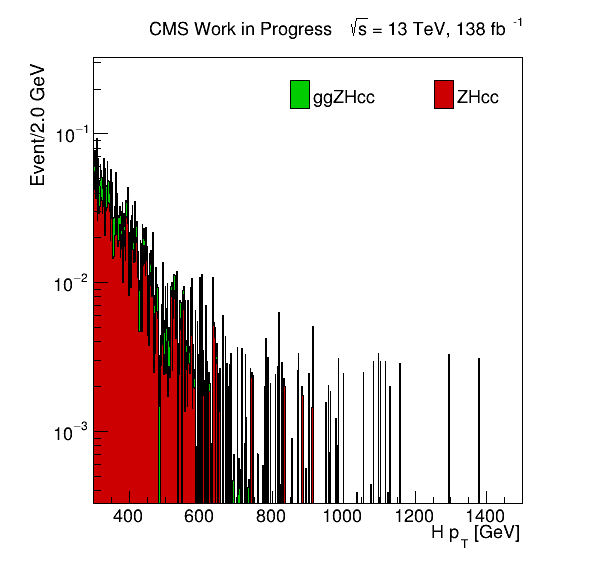 CMS Work in Progress √s = 13 TeV, 138 fb⁻¹
Event/2.0 GeV
ggZHcc ZHcc
10⁻¹
10⁻²
10⁻³
400 600 800 1000 1200 1400
H p_T [GeV]